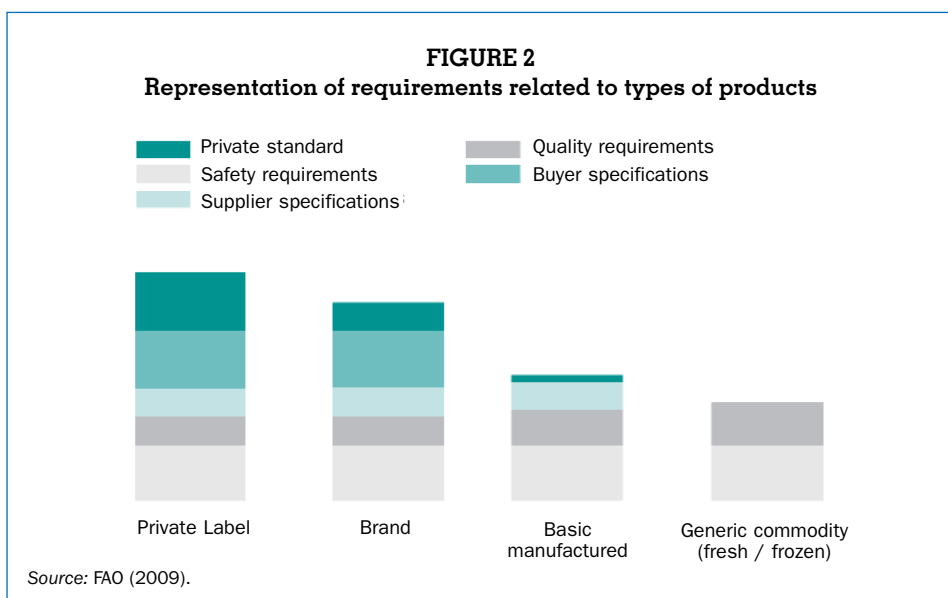 FIGURE 2
Representation of requirements related to types of products
Private standard
Quality requirements
Safety requirements
Buyer specifications
Supplier specifications
Private Label
Brand
Basic
manufactured
Generic commodity
(fresh / frozen)
Source: FAO (2009).